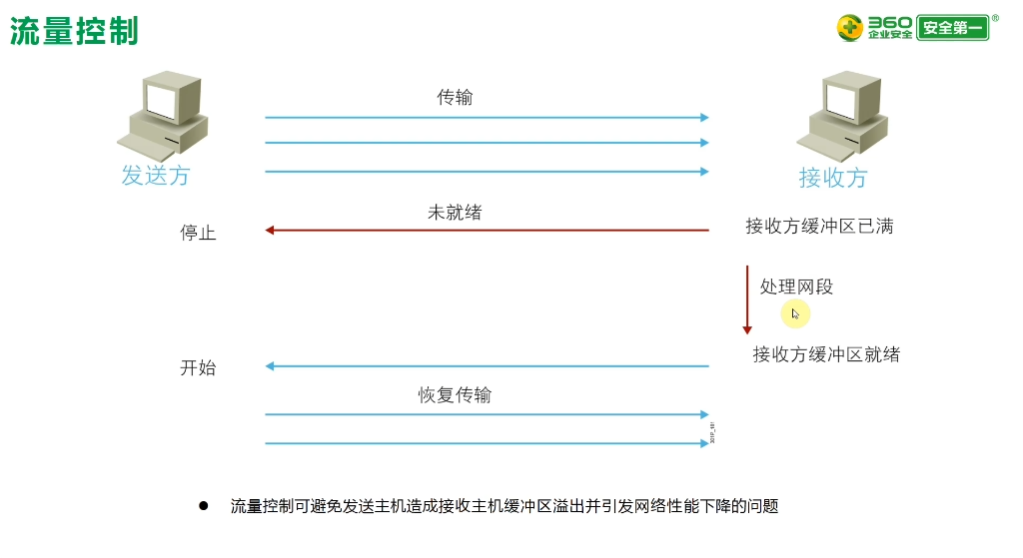 流量控制
360
企业安全
安全第一®
传输
发送方
接收方
未就绪
停止
接收方缓冲区已满
处理网段
接收方缓冲区就绪
开始
恢复传输
● 流量控制可避免发送主机造成接收主机缓冲区溢出并引发网络性能下降的问题